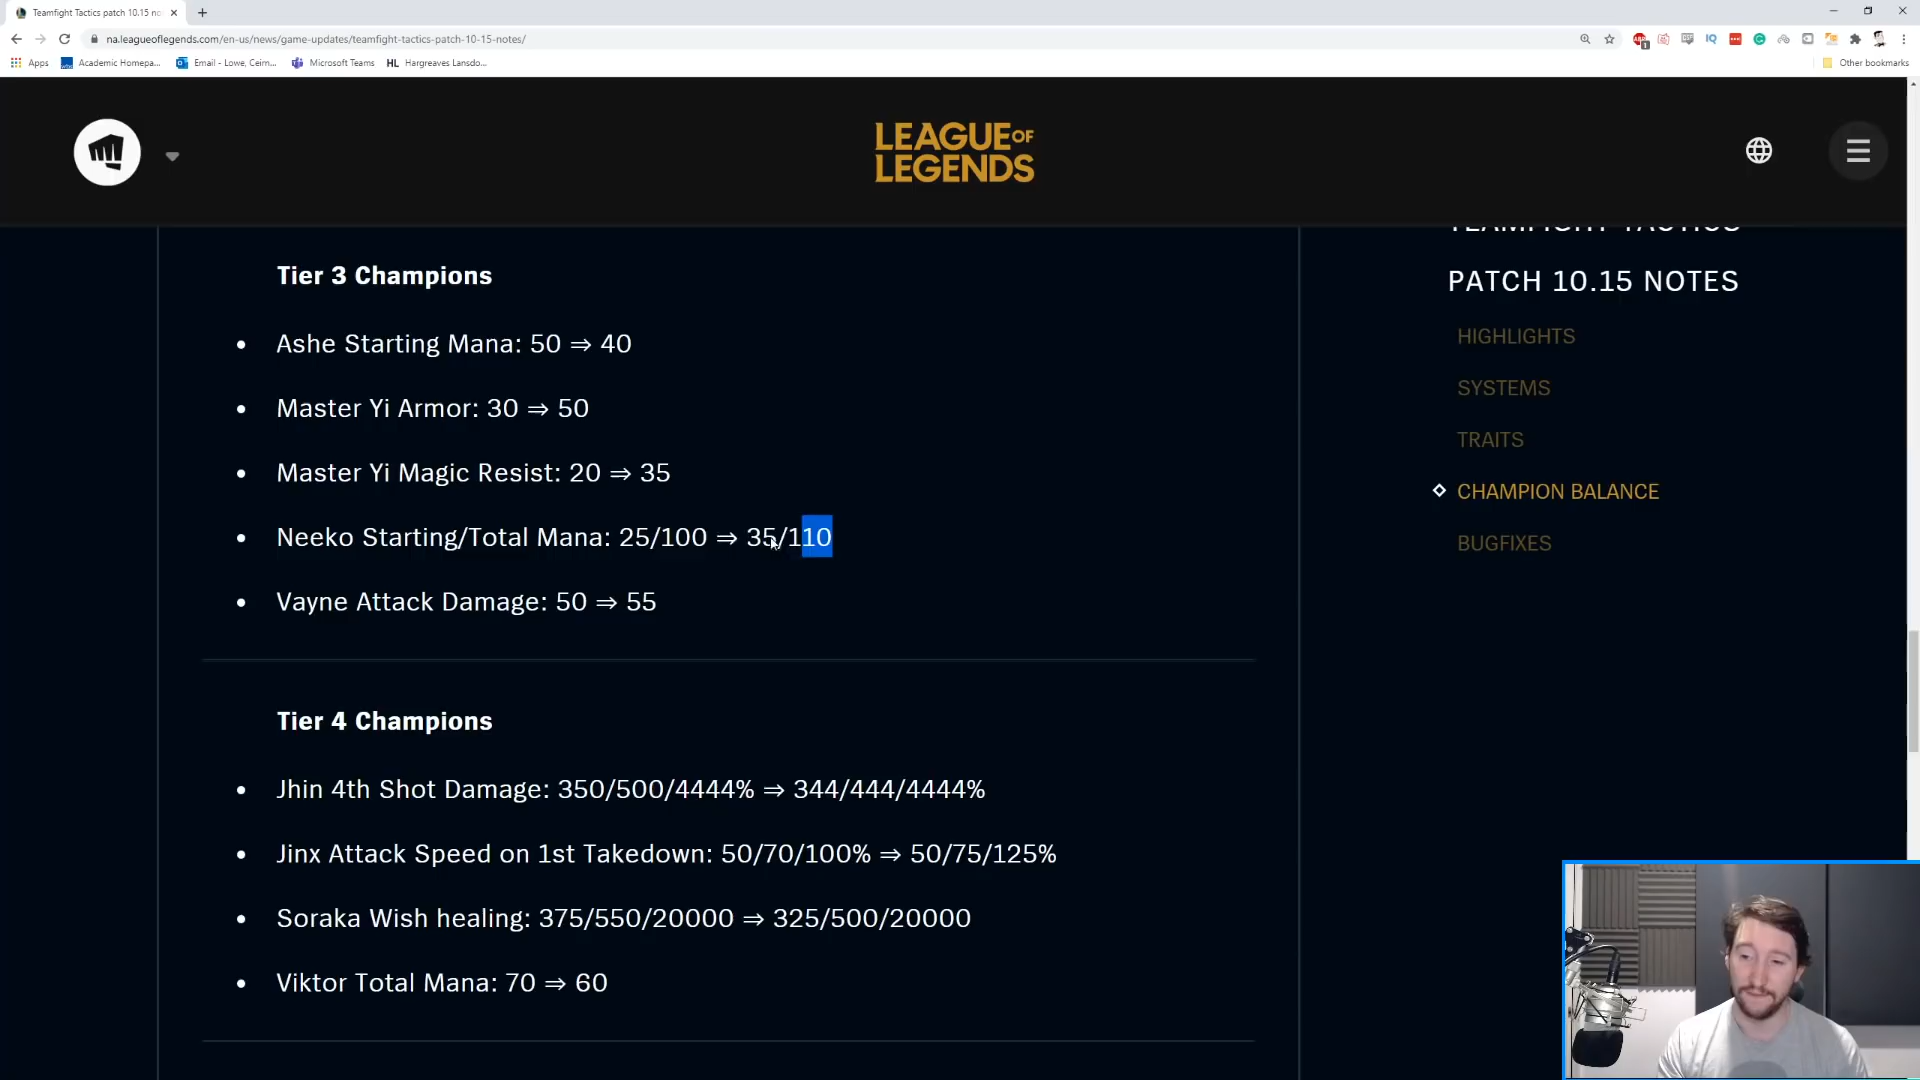 Teamfight Tactics patch 10.15 no
na.leagueoflegends.com/en-us/news/game-updates/teamfight-tactics-patch-10-15-notes/
Apps
Academic Homepa...
Email - Lowe, Ceirn...
Microsoft Teams
HL Hargreaves Lansdo...
Other bookmarks
LEAGUE OF
LEGENDS
TEAMFIGHT TACTICS
PATCH 10.15 NOTES
HIGHLIGHTS
SYSTEMS
TRAITS
CHAMPION BALANCE
BUGFIXES
Tier 3 Champions
• Ashe Starting Mana: 50 ⇒ 40
• Master Yi Armor: 30 ⇒ 50
• Master Yi Magic Resist: 20 ⇒ 35
• Neeko Starting/Total Mana: 25/100 ⇒ 35/110
• Vayne Attack Damage: 50 ⇒ 55
Tier 4 Champions
• Jhin 4th Shot Damage: 350/500/4444% ⇒ 344/444/4444%
• Jinx Attack Speed on 1st Takedown: 50/70/100% ⇒ 50/75/125%
• Soraka Wish healing: 375/550/20000 ⇒ 325/500/20000
• Viktor Total Mana: 70 ⇒ 60